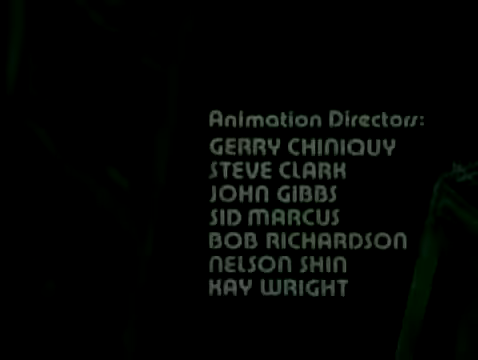 Animation Directors:
GERRY CHINIQUY
STEVE CLARK
JOHN GIBBS
SID MARCUS
BOB RICHARDSON
NELSON SHIN
KAY WRIGHT